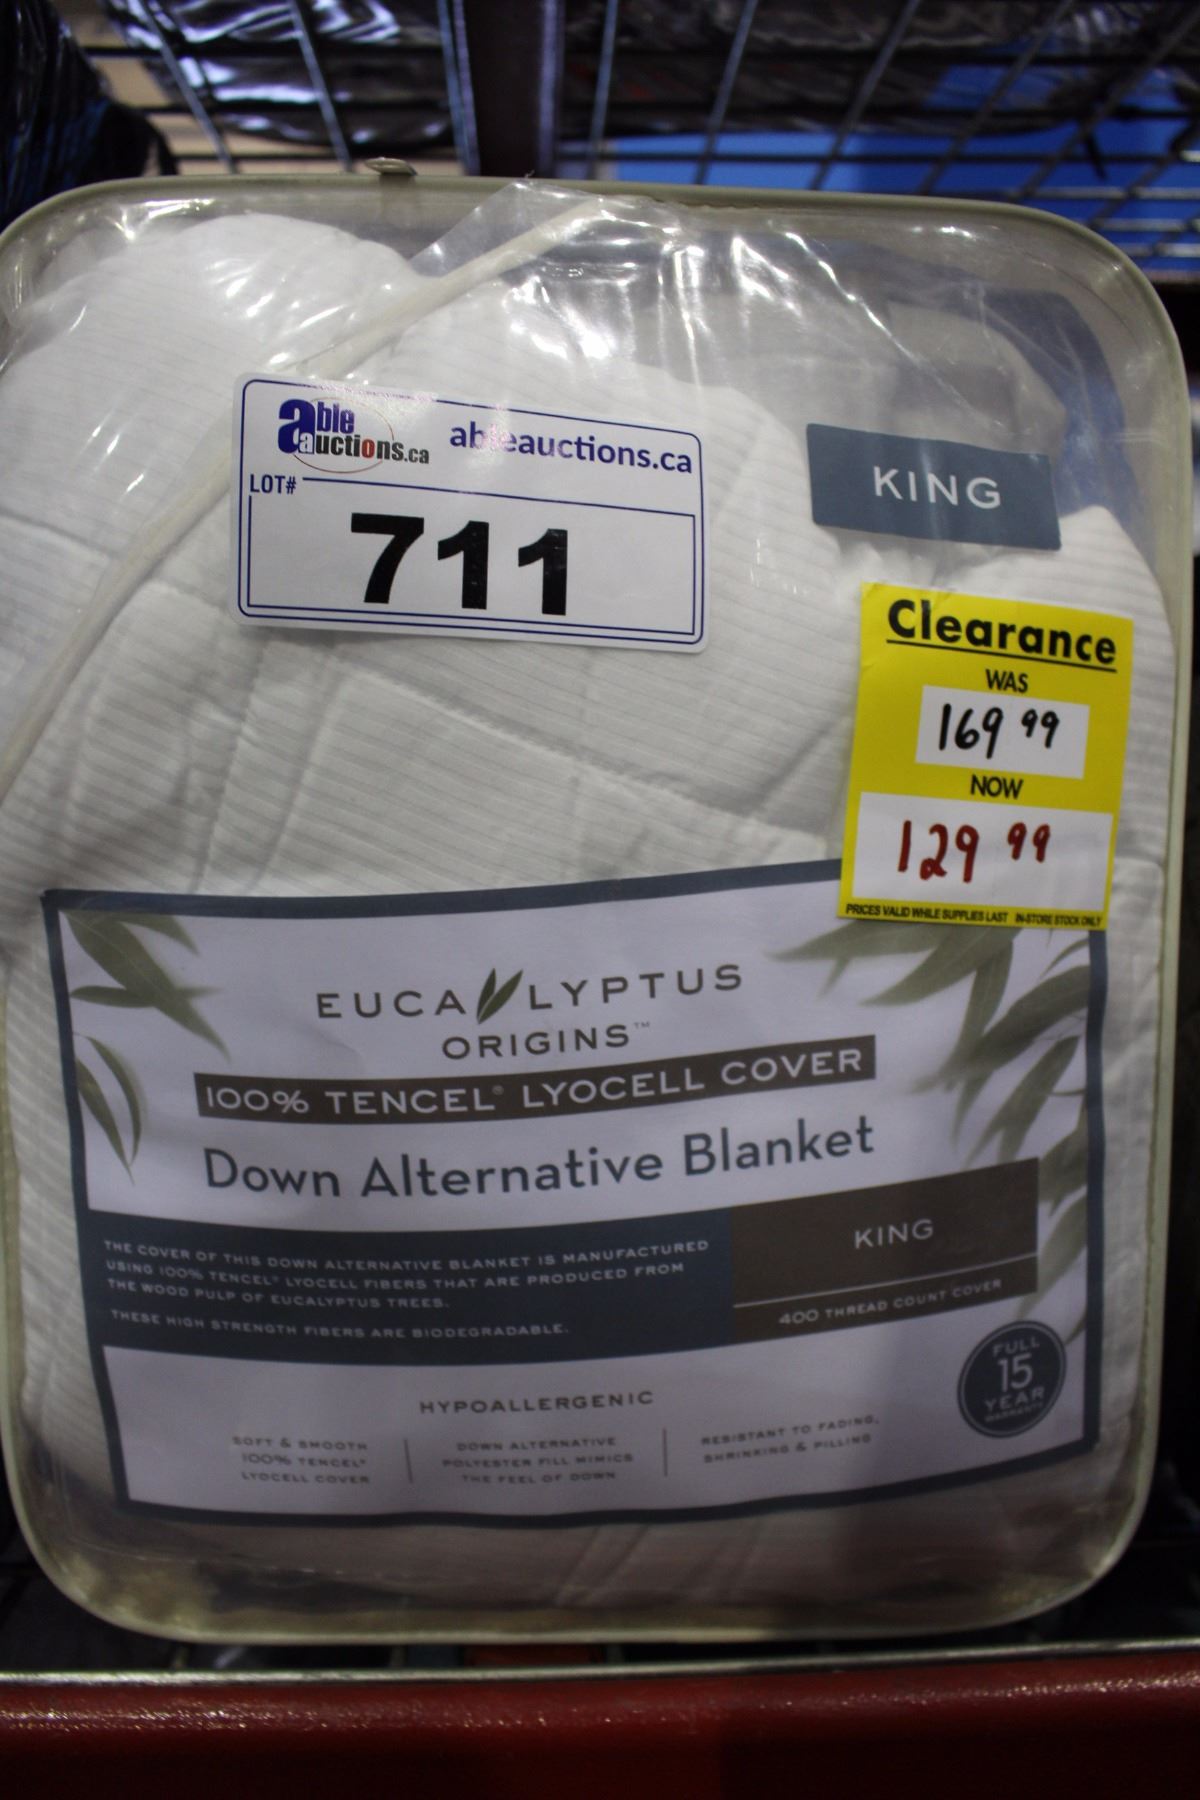 able
auctions.ca
ableauctions.ca
LOT#
711
KING
Clearance
WAS
169 99
NOW
129 99
PRICES VALID WHILE SUPPLIES LAST IN-STORE STOCK ONLY
EUCALYPTUS
ORIGINS™
100% TENCEL® LYOCELL COVER
Down Alternative Blanket
THE COVER OF THIS DOWN ALTERNATIVE BLANKET IS MANUFACTURED
USING 100% TENCEL® LYOCELL FIBERS THAT ARE PRODUCED FROM
THE WOOD PULP OF EUCALYPTUS TREES.
THESE HIGH STRENGTH FIBERS ARE BIODEGRADABLE.
KING
400 THREAD COUNT COVER
FULL
15
YEAR
WARRANTY
HYPOALLERGENIC
SOFT & SMOOTH
100% TENCEL®
LYOCELL COVER
DOWN ALTERNATIVE
POLYESTER FILL MIMICS
THE FEEL OF DOWN
RESISTANT TO FADING,
SHRINKING & PILLING